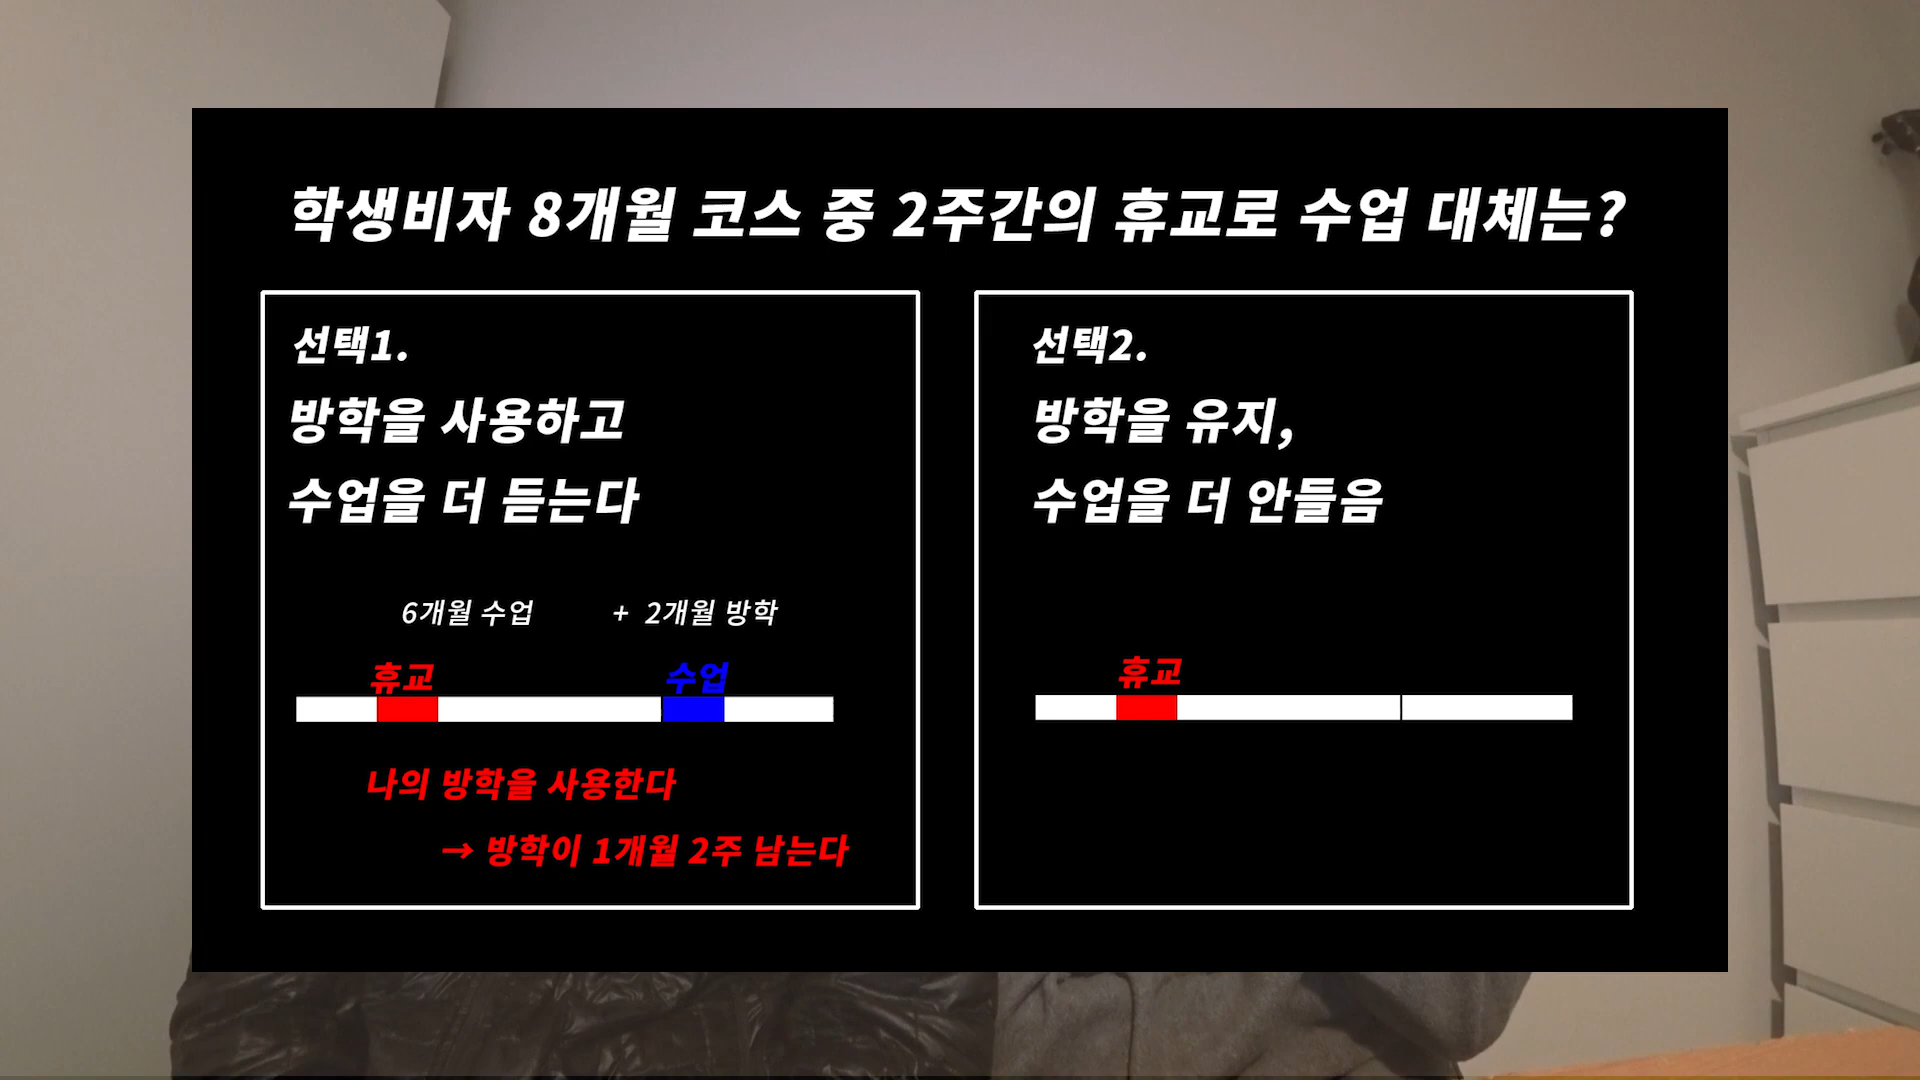 학생비자 8개월 코스 중 2주간의 휴교로 수업 대체는?
선택1.
방학을 사용하고
수업을 더 듣는다
6개월 수업 + 2개월 방학
휴교 수업
나의 방학을 사용한다
→ 방학이 1개월 2주 남는다
선택2.
방학을 유지,
수업을 더 안들음
휴교